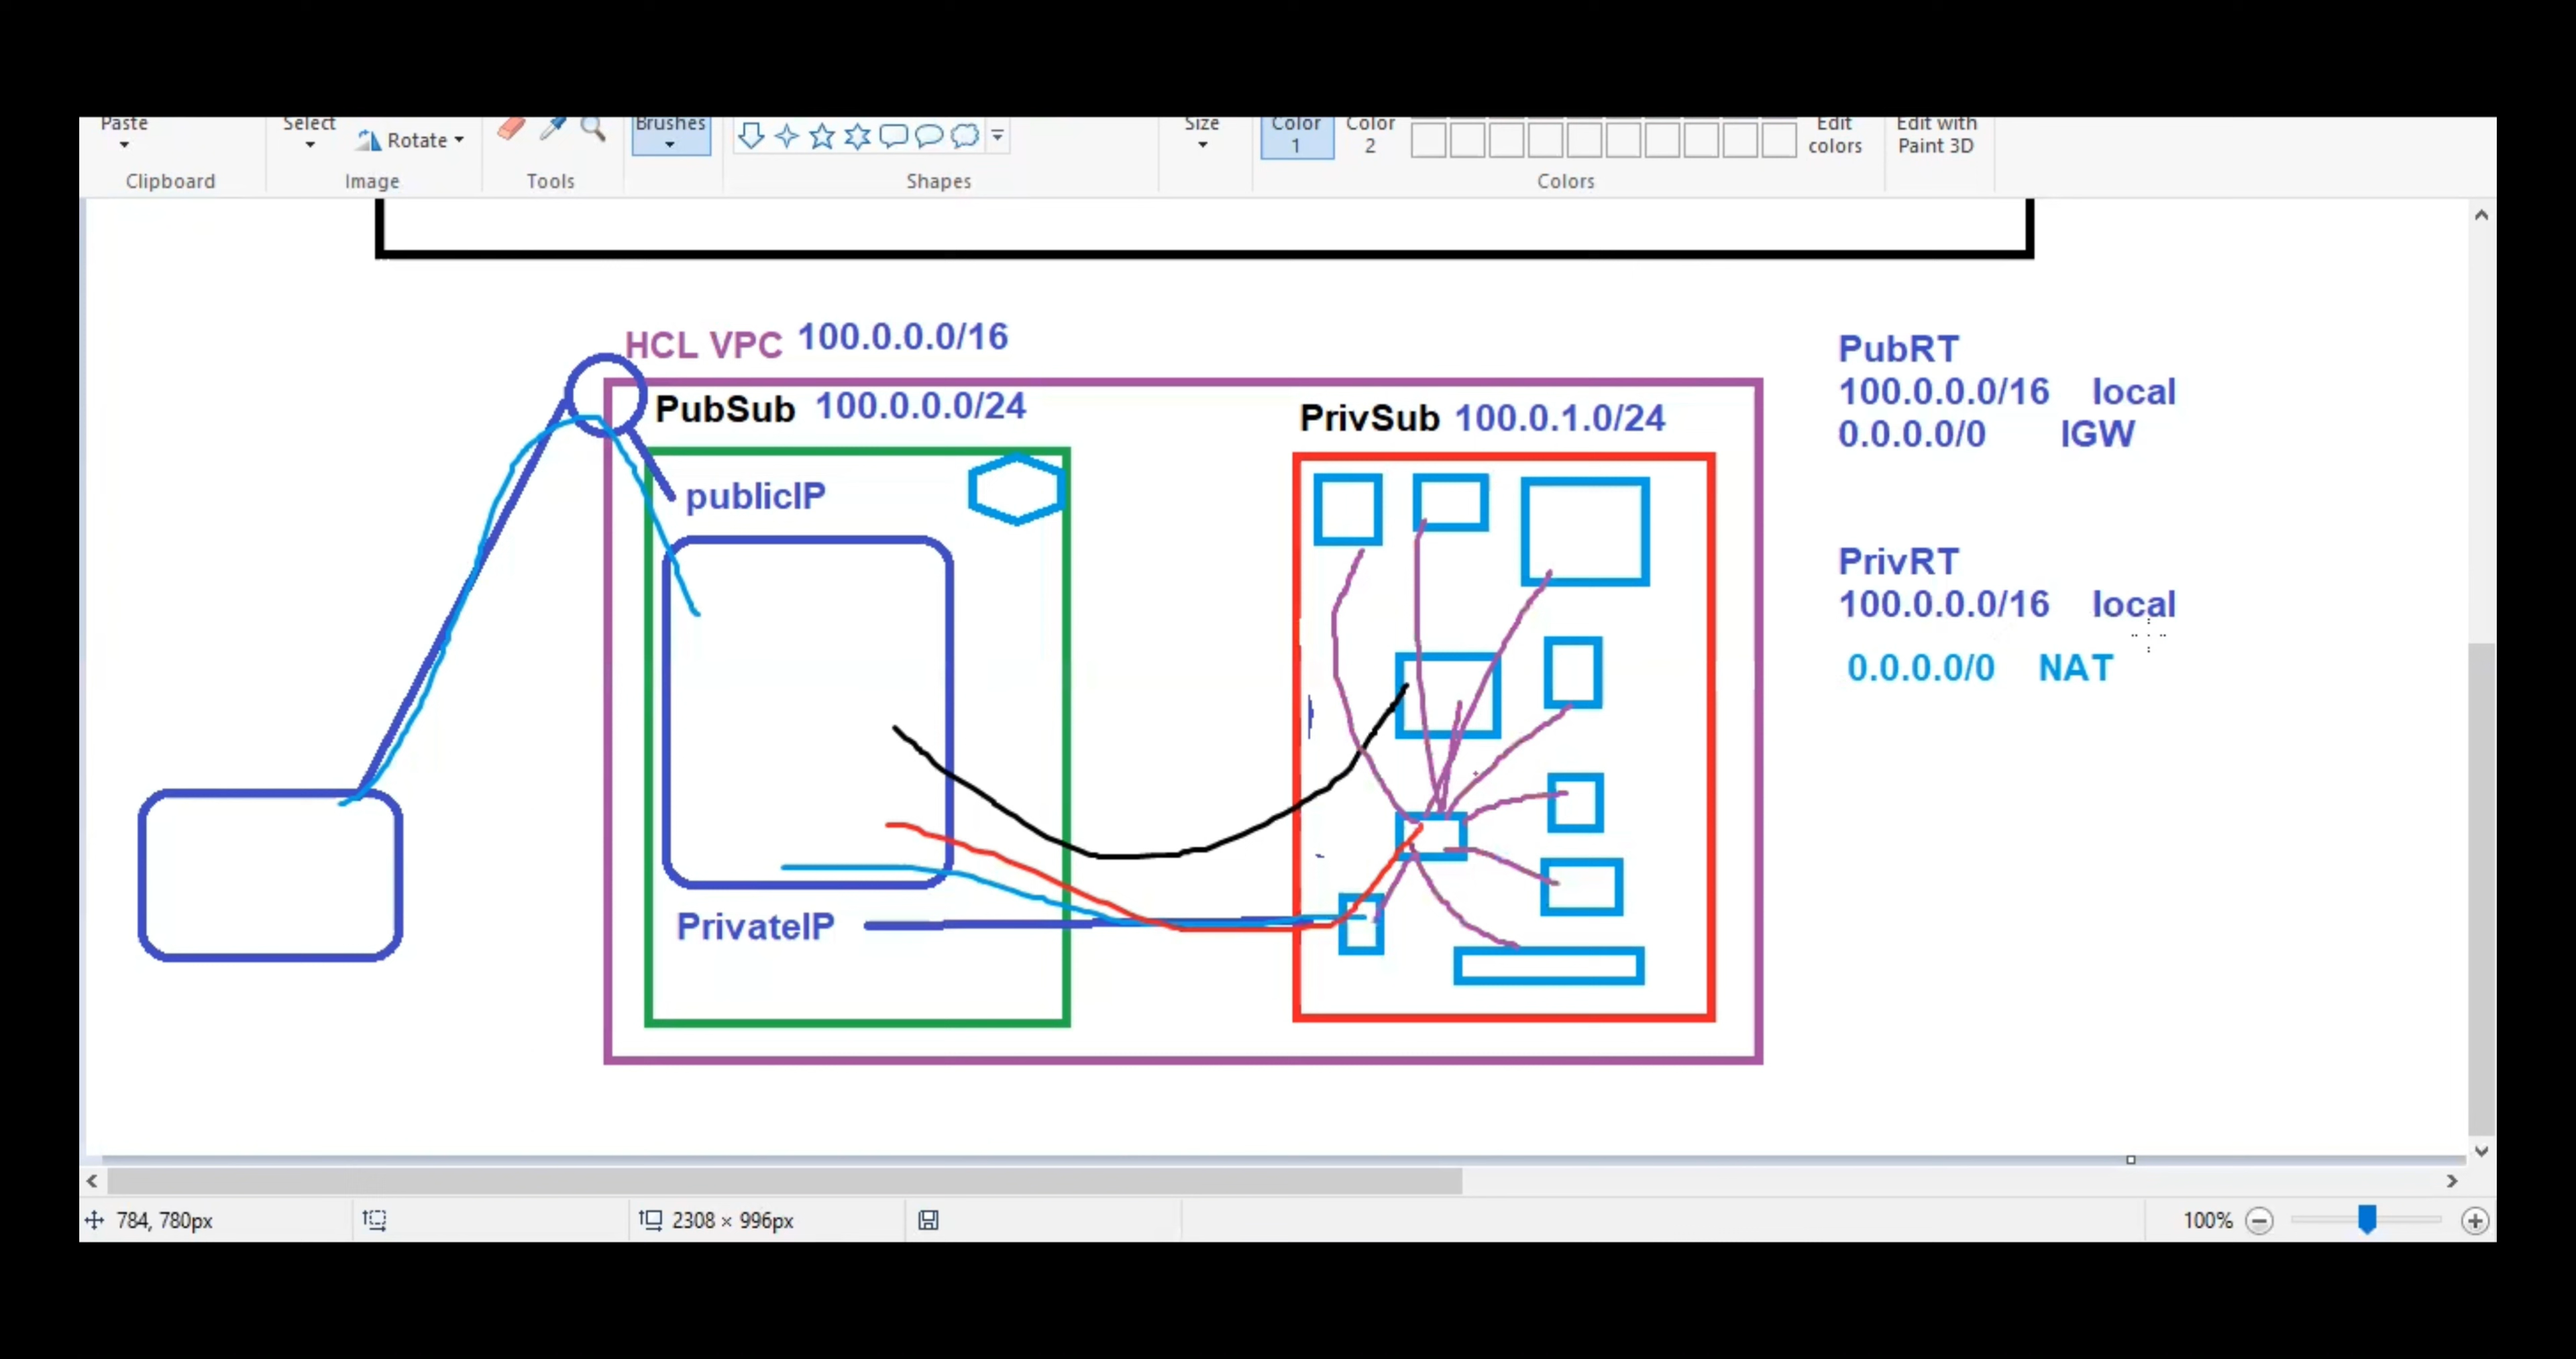 Paste
Select
Rotate
Brushes
Size
Color 1
Color 2
Edit colors
Edit with Paint 3D
Clipboard
Image
Tools
Shapes
Colors
HCL VPC 100.0.0.0/16
PubSub 100.0.0.0/24
publicIP
PrivateIP
PrivSub 100.0.1.0/24
PubRT
100.0.0.0/16 local
0.0.0.0/0 IGW
PrivRT
100.0.0.0/16 local
0.0.0.0/0 NAT
784, 780px
2308 × 996px
100%